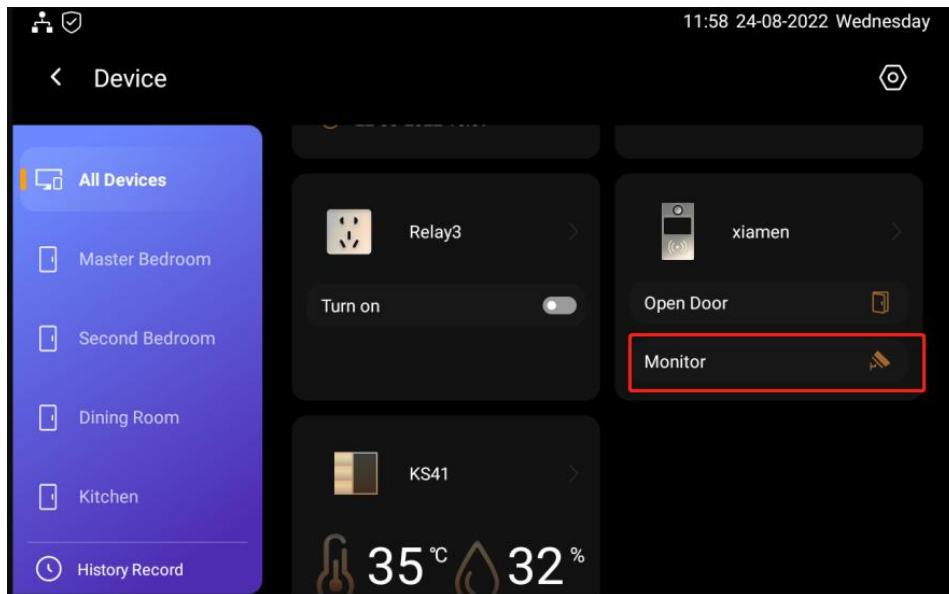 11:58 24-08-2022 Wednesday
Device
All Devices
Master Bedroom
Second Bedroom
Dining Room
Kitchen
History Record
Relay3
Turn on
xiamen
Open Door
Monitor
KS41
35 °C 32 %